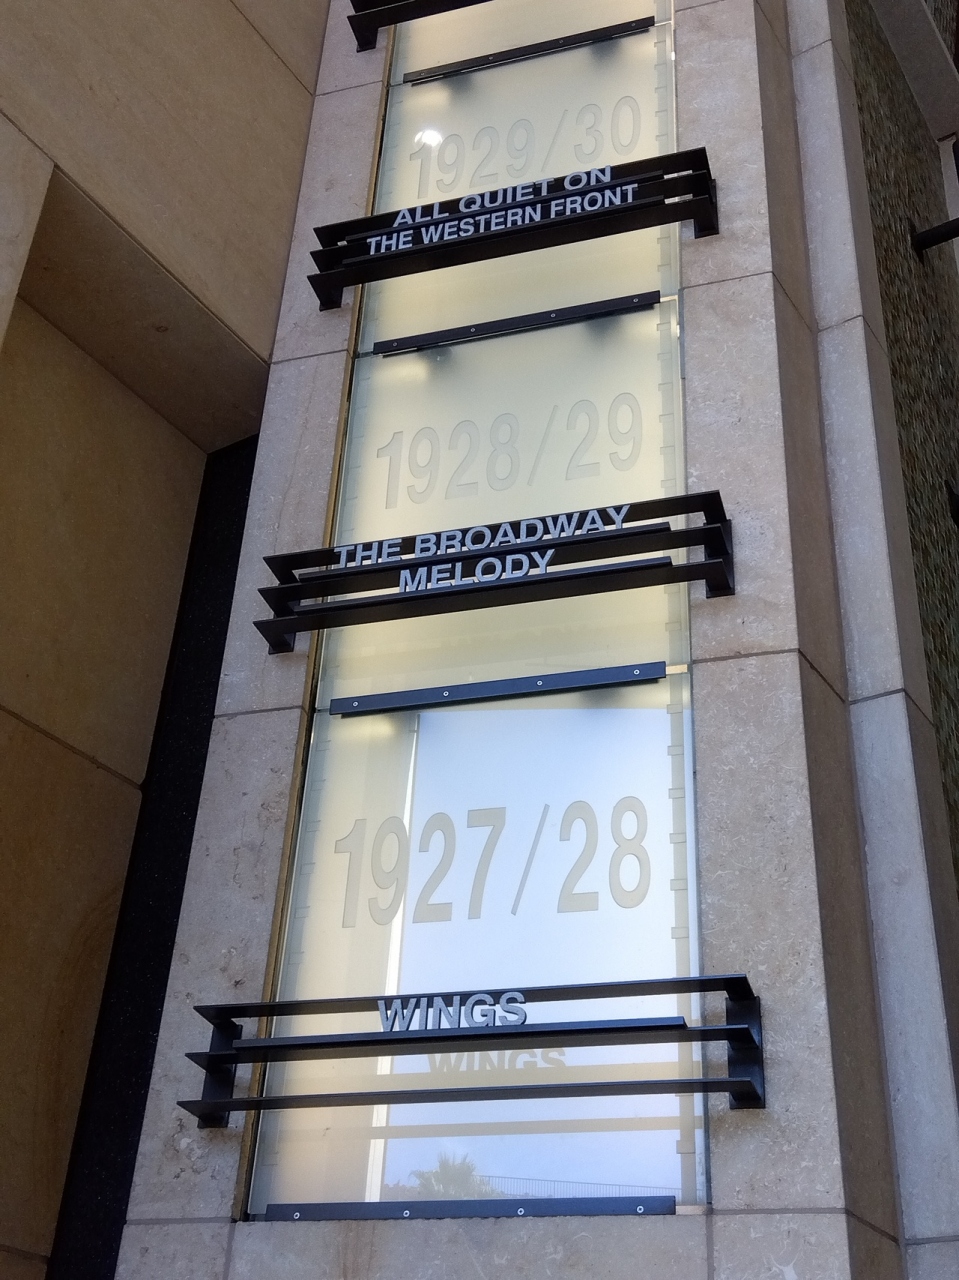 1929/30
ALL QUIET ON
THE WESTERN FRONT
1928/29
THE BROADWAY
MELODY
1927/28
WINGS